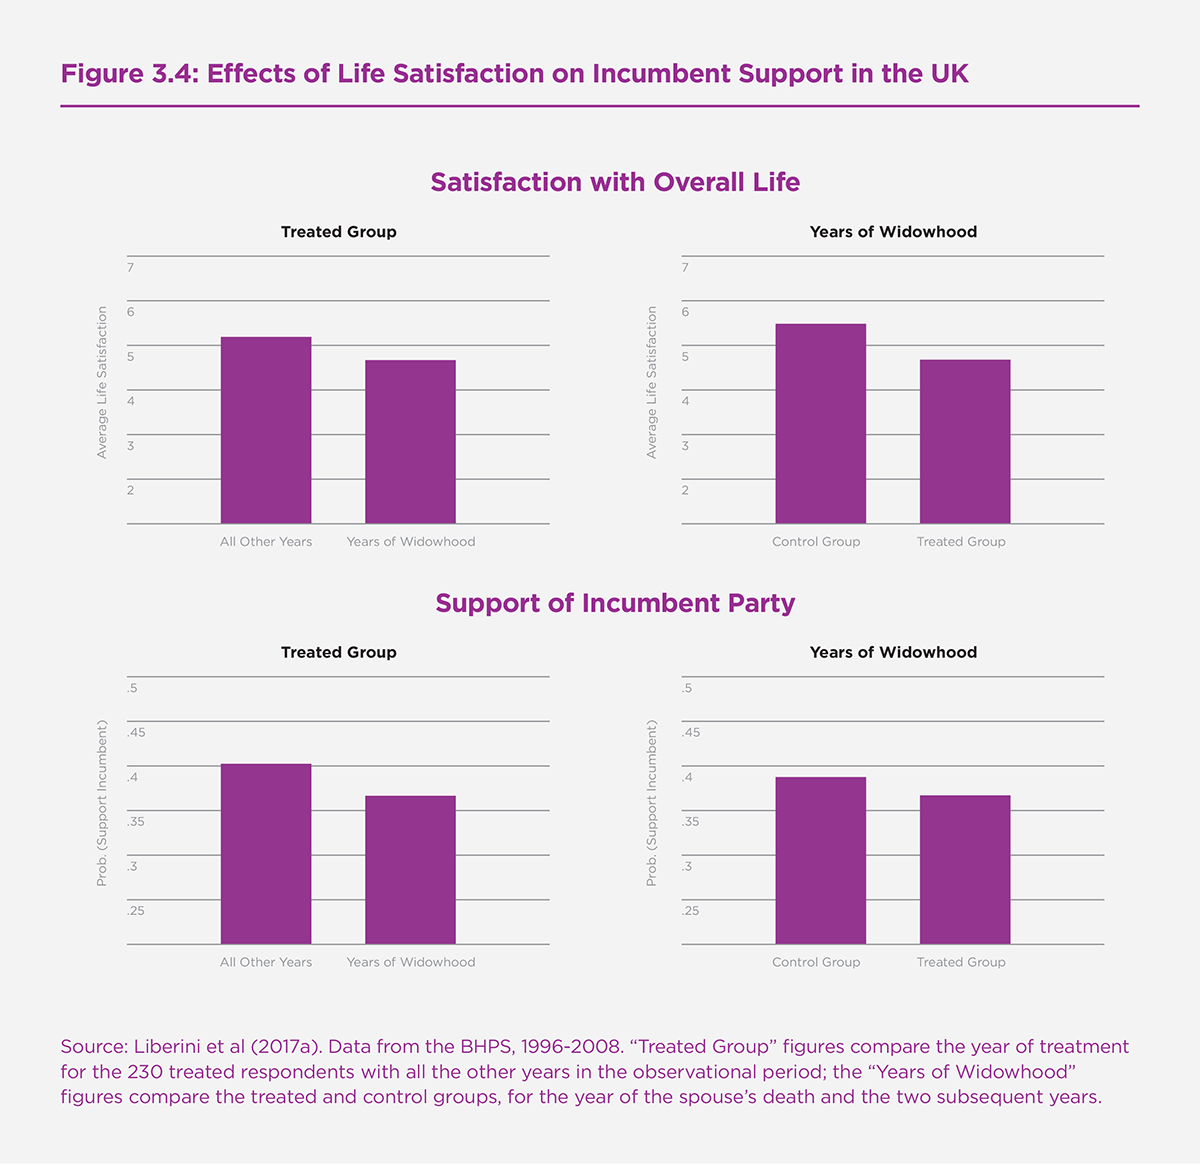 Figure 3.4: Effects of Life Satisfaction on Incumbent Support in the UK
Satisfaction with Overall Life
Treated Group
Average Life Satisfaction
7
6
5
4
3
2
All Other Years
Years of Widowhood
Years of Widowhood
Average Life Satisfaction
7
6
5
4
3
2
Control Group
Treated Group
Support of Incumbent Party
Treated Group
Prob. (Support Incumbent)
.5
.45
.4
.35
.3
.25
All Other Years
Years of Widowhood
Years of Widowhood
Prob. (Support Incumbent)
.5
.45
.4
.35
.3
.25
Control Group
Treated Group
Source: Liberini et al (2017a). Data from the BHPS, 1996-2008. “Treated Group” figures compare the year of treatment
for the 230 treated respondents with all the other years in the observational period; the “Years of Widowhood”
figures compare the treated and control groups, for the year of the spouse’s death and the two subsequent years.